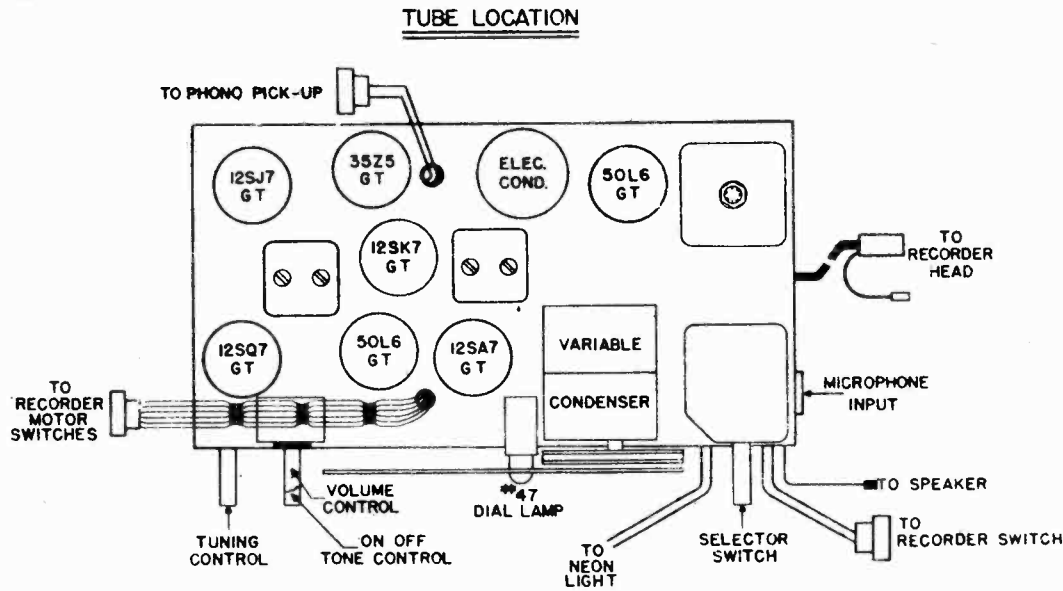 TUBE LOCATION
TO PHONO PICK-UP
12SJ7
GT
35Z5
GT
ELEC.
COND.
50L6
GT
12SK7
GT
TO
RECORDER
HEAD
12SQ7
GT
50L6
GT
12SA7
GT
VARIABLE
CONDENSER
MICROPHONE
INPUT
TO
RECORDER
MOTOR
SWITCHES
TO SPEAKER
VOLUME
CONTROL
#47
DIAL LAMP
TUNING
CONTROL
ON OFF
TONE CONTROL
TO
NEON
LIGHT
SELECTOR
SWITCH
TO
RECORDER SWITCH